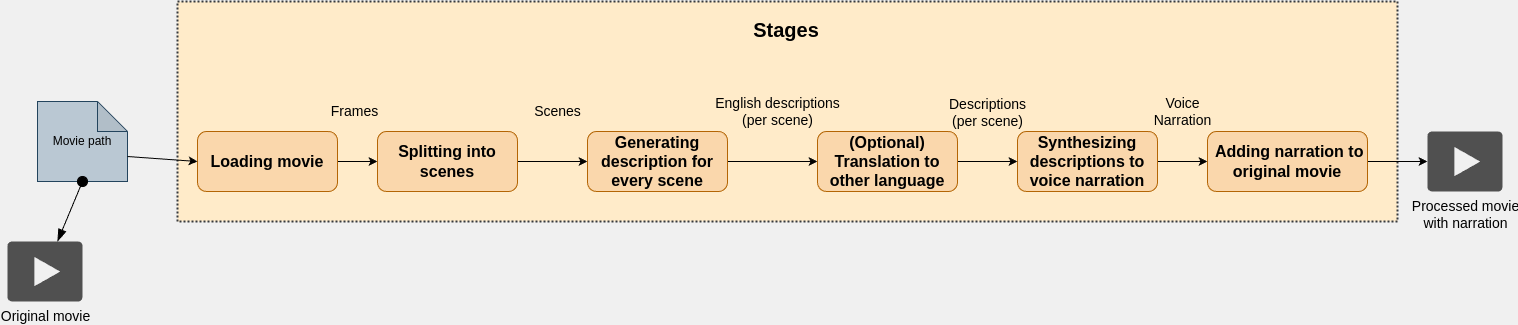 Stages
Movie path
Original movie
Loading movie
Frames
Splitting into
scenes
Scenes
Generating
description for
every scene
English descriptions
(per scene)
(Optional)
Translation to
other language
Descriptions
(per scene)
Synthesizing
descriptions to
voice narration
Voice
Narration
Adding narration to
original movie
Processed movie
with narration